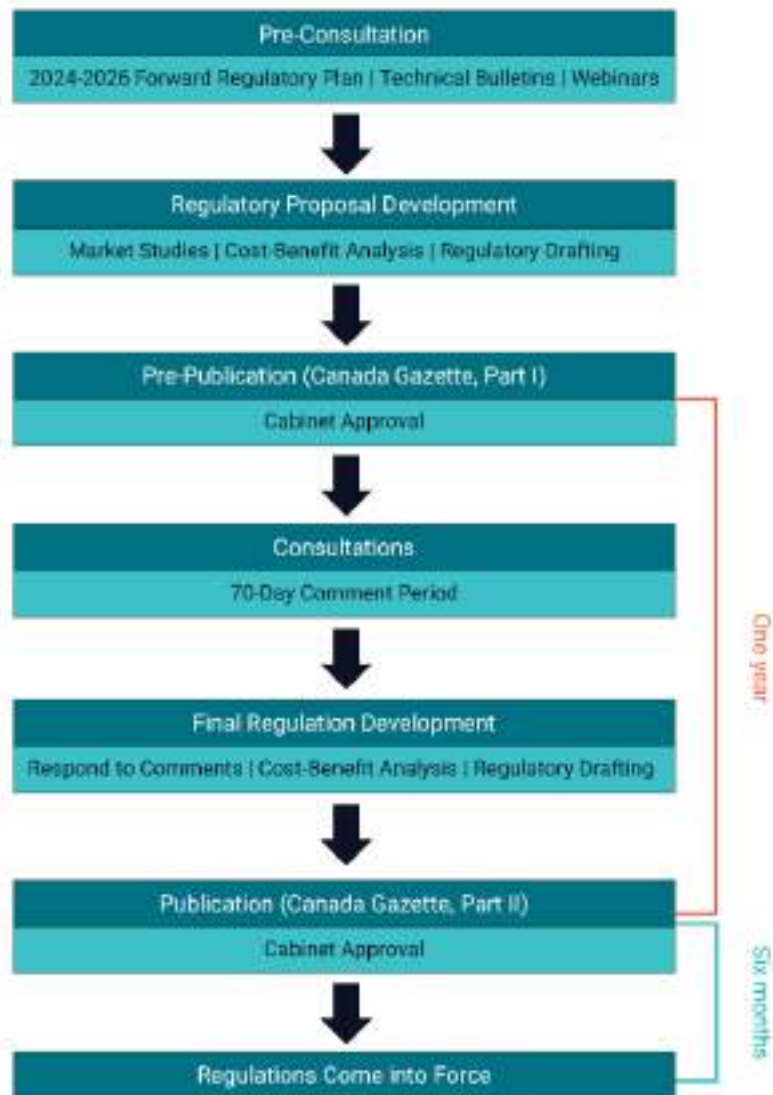 Pre-Consultation
2024-2026 Forward Regulatory Plan | Technical Bulletins | Webinars
Regulatory Proposal Development
Market Studies | Cost-Benefit Analysis | Regulatory Drafting
Pre-Publication (Canada Gazette, Part I)
Cabinet Approval
Consultations
70-Day Comment Period
One year
Final Regulation Development
Respond to Comments | Cost-Benefit Analysis | Regulatory Drafting
Publication (Canada Gazette, Part II)
Cabinet Approval
Six months
Regulations Come into Force